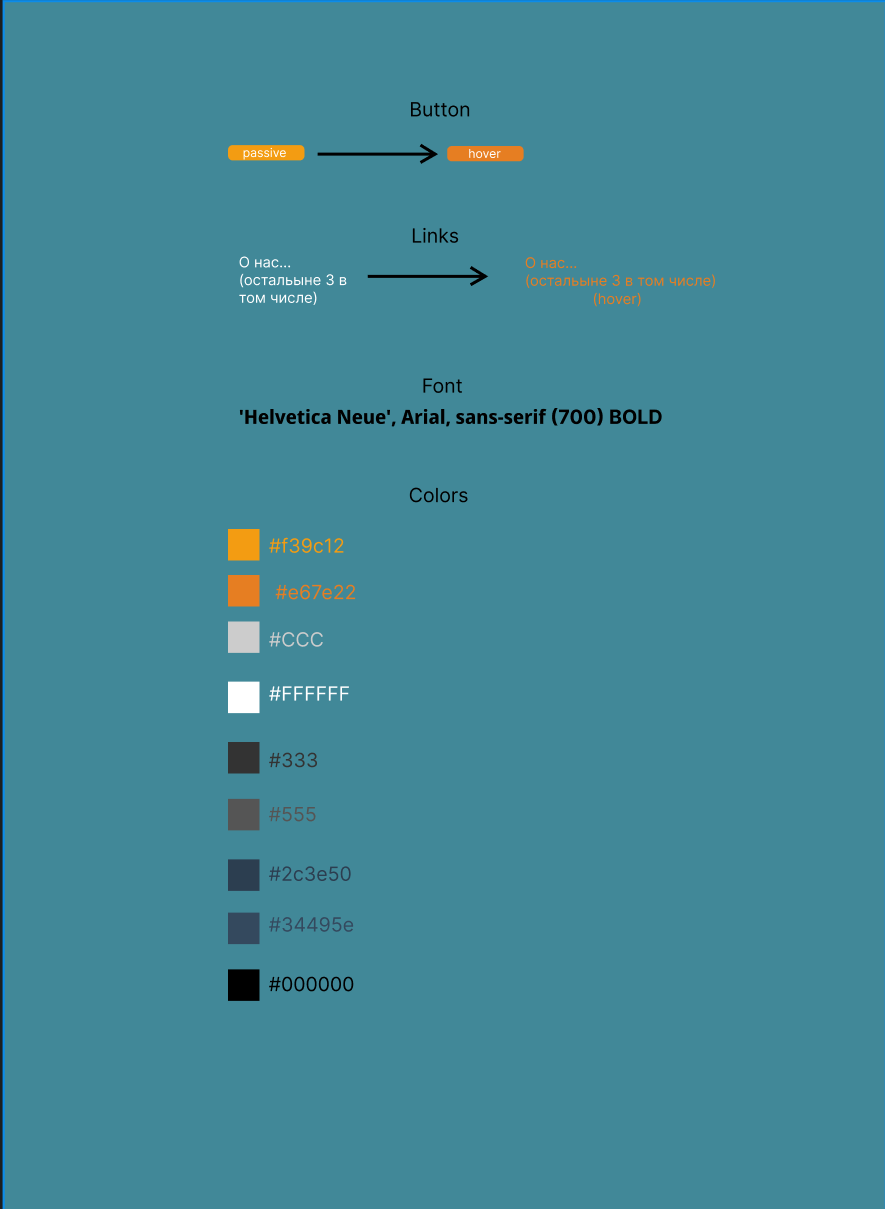 Button
passive
hover
Links
О нас...
(остальыне 3 в
том числе)
О нас...
(остальыне 3 в том числе)
(hover)
Font
'Helvetica Neue', Arial, sans-serif (700) BOLD
Colors
#f39c12
#e67e22
#CCC
#FFFFFF
#333
#555
#2c3e50
#34495e
#000000